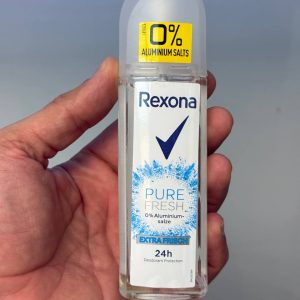 0%
ALUMINIUM SALTS
Rexona
PURE
FRESH
0% Aluminium-
salze
EXTRA FRISCH
24h
Deodorant Protection